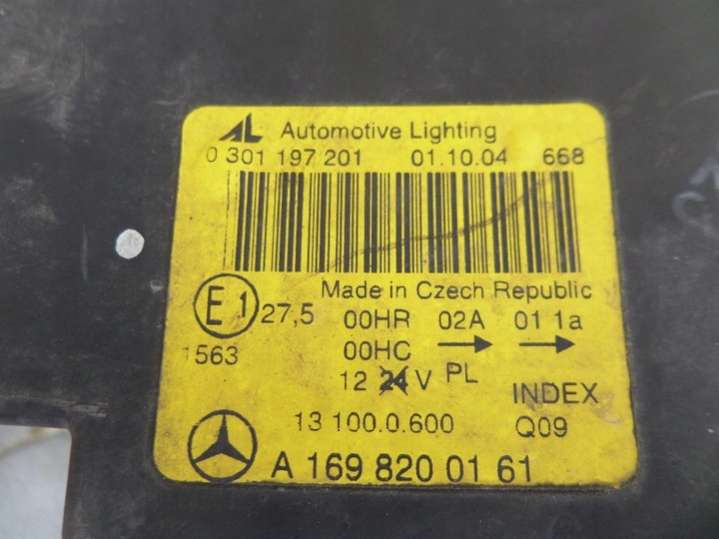 AL Automotive Lighting
0 301 197 201 01.10.04 668
Made in Czech Republic
E1 27,5 00HR 02A 01 1a
1563 00HC → →
12 24 V PL INDEX
13 100.0.600 Q09
A 169 820 01 61